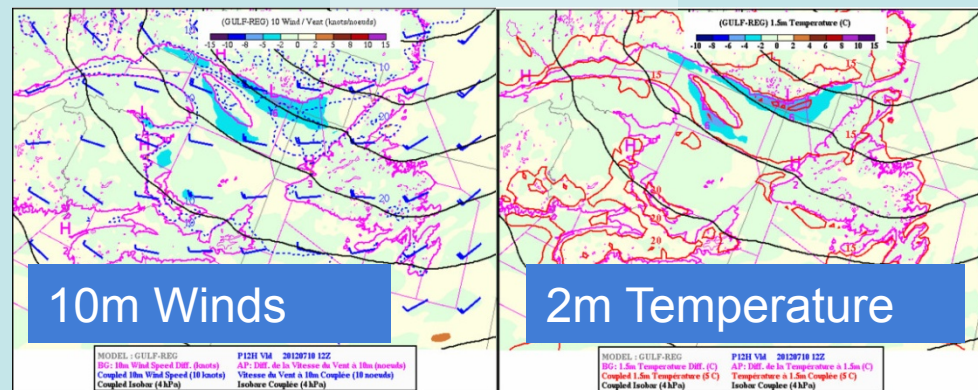 (GULF-REG) 10 Wind / Vent (knots/noeuds)
-15 -10 -8 -6 -4 -2 2 4 6 8 10 15
(GULF-REG) 1.5m Temperature (C)
-10 -8 -6 -4 -2 0 2 4 6 8 10 15
10m Winds
2m Temperature
MODEL : GULF-REG P12H Vld 20120710 12Z
BG: 10m Wind Speed Diff. (knots) AP: Diff. de la Vitesse du Vent à 10m (noeuds)
Coupled 10m Wind Speed (10 knots) Vitesse du Vent à 10m Couplée (10 noeuds)
Coupled Isobar (4 hPa) Isobare Couplée (4 hPa)
MODEL : GULF-REG P12H Vld 20120710 12Z
BG: 1.5m Temperature Diff. (C) AP: Diff. de la Température à 1.5m (C)
Coupled 1.5m Temperature (5 C) Température à 1.5m Couplée (5 C)
Coupled Isobar (4 hPa) Isobare Couplée (4 hPa)